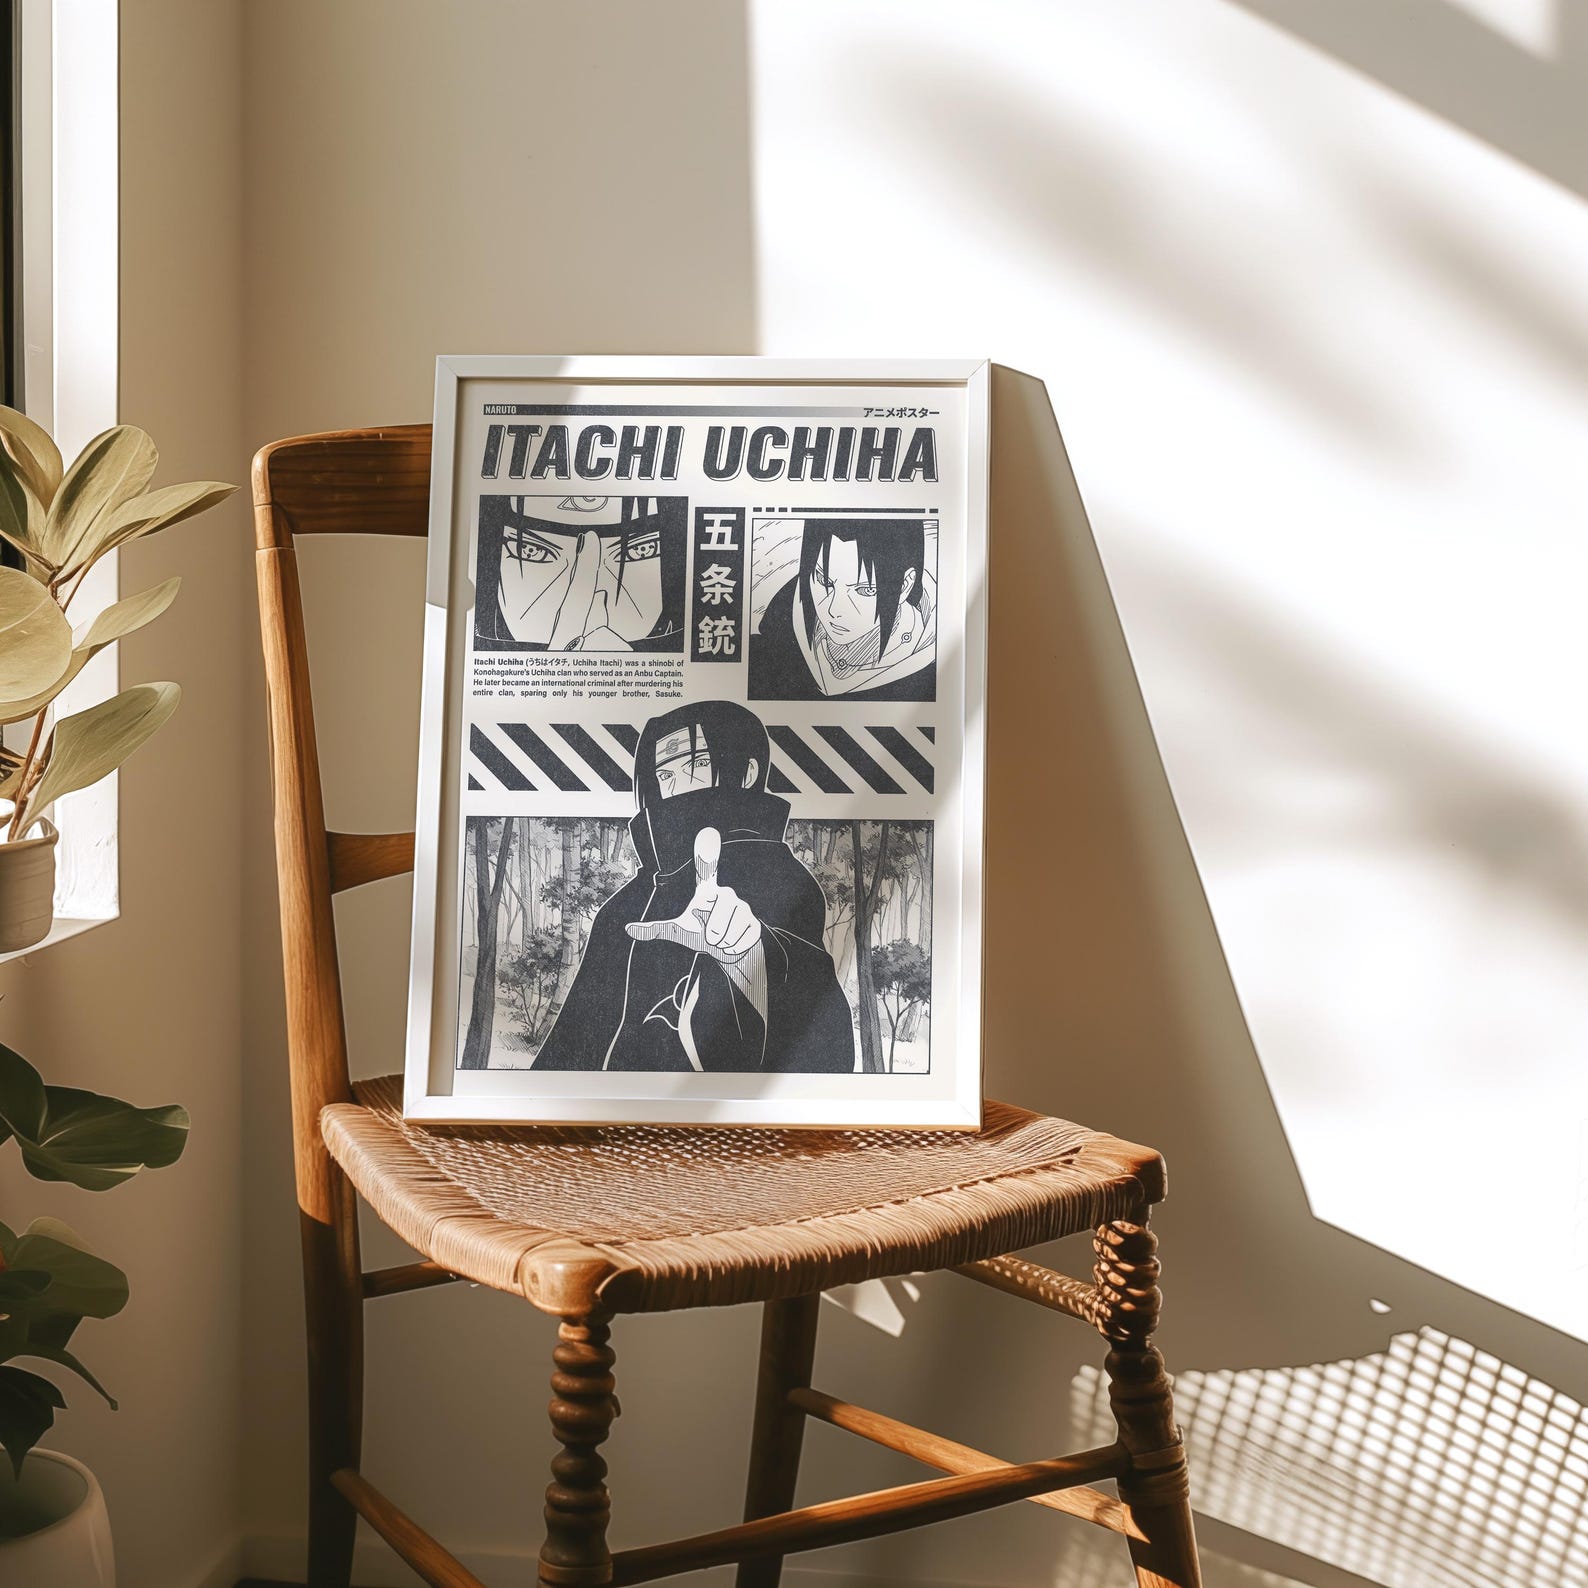 NARUTO
アニメポスター
ITACHI UCHIHA
五
条
銃
Itachi Uchiha (うちはイタチ, Uchiha Itachi) was a shinobi of
Konohagakure's Uchiha clan who served as an Anbu Captain.
He later became an international criminal after murdering his
entire clan, sparing only his younger brother, Sasuke.